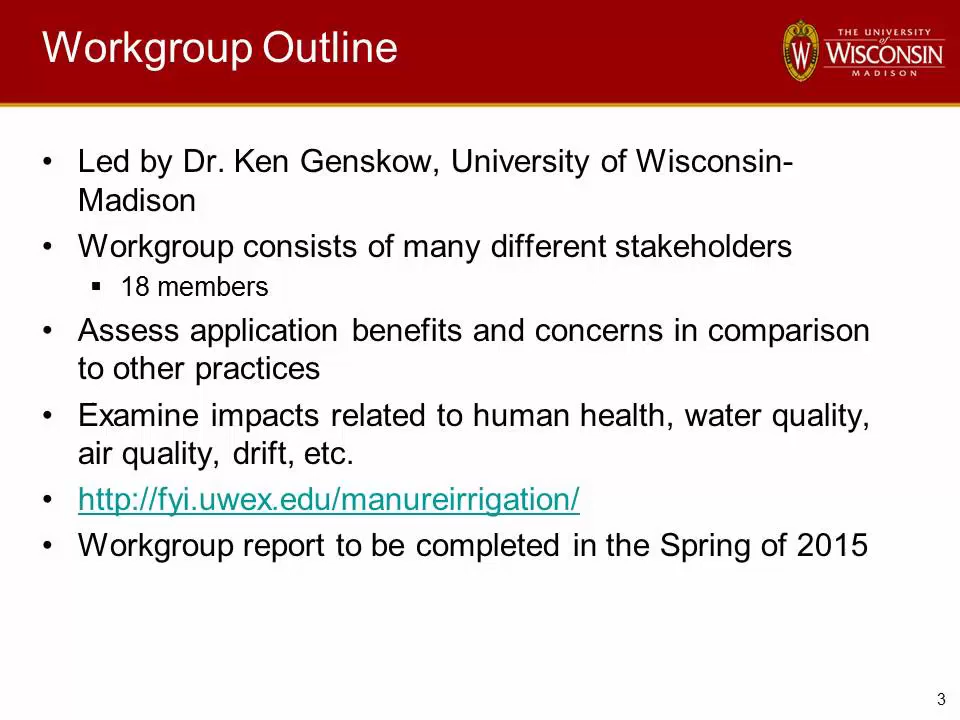 Workgroup Outline
THE UNIVERSITY
of
WISCONSIN
MADISON
W
• Led by Dr. Ken Genskow, University of Wisconsin-
Madison
• Workgroup consists of many different stakeholders
▪ 18 members
• Assess application benefits and concerns in comparison
to other practices
• Examine impacts related to human health, water quality,
air quality, drift, etc.
• http://fyi.uwex.edu/manureirrigation/
• Workgroup report to be completed in the Spring of 2015
3